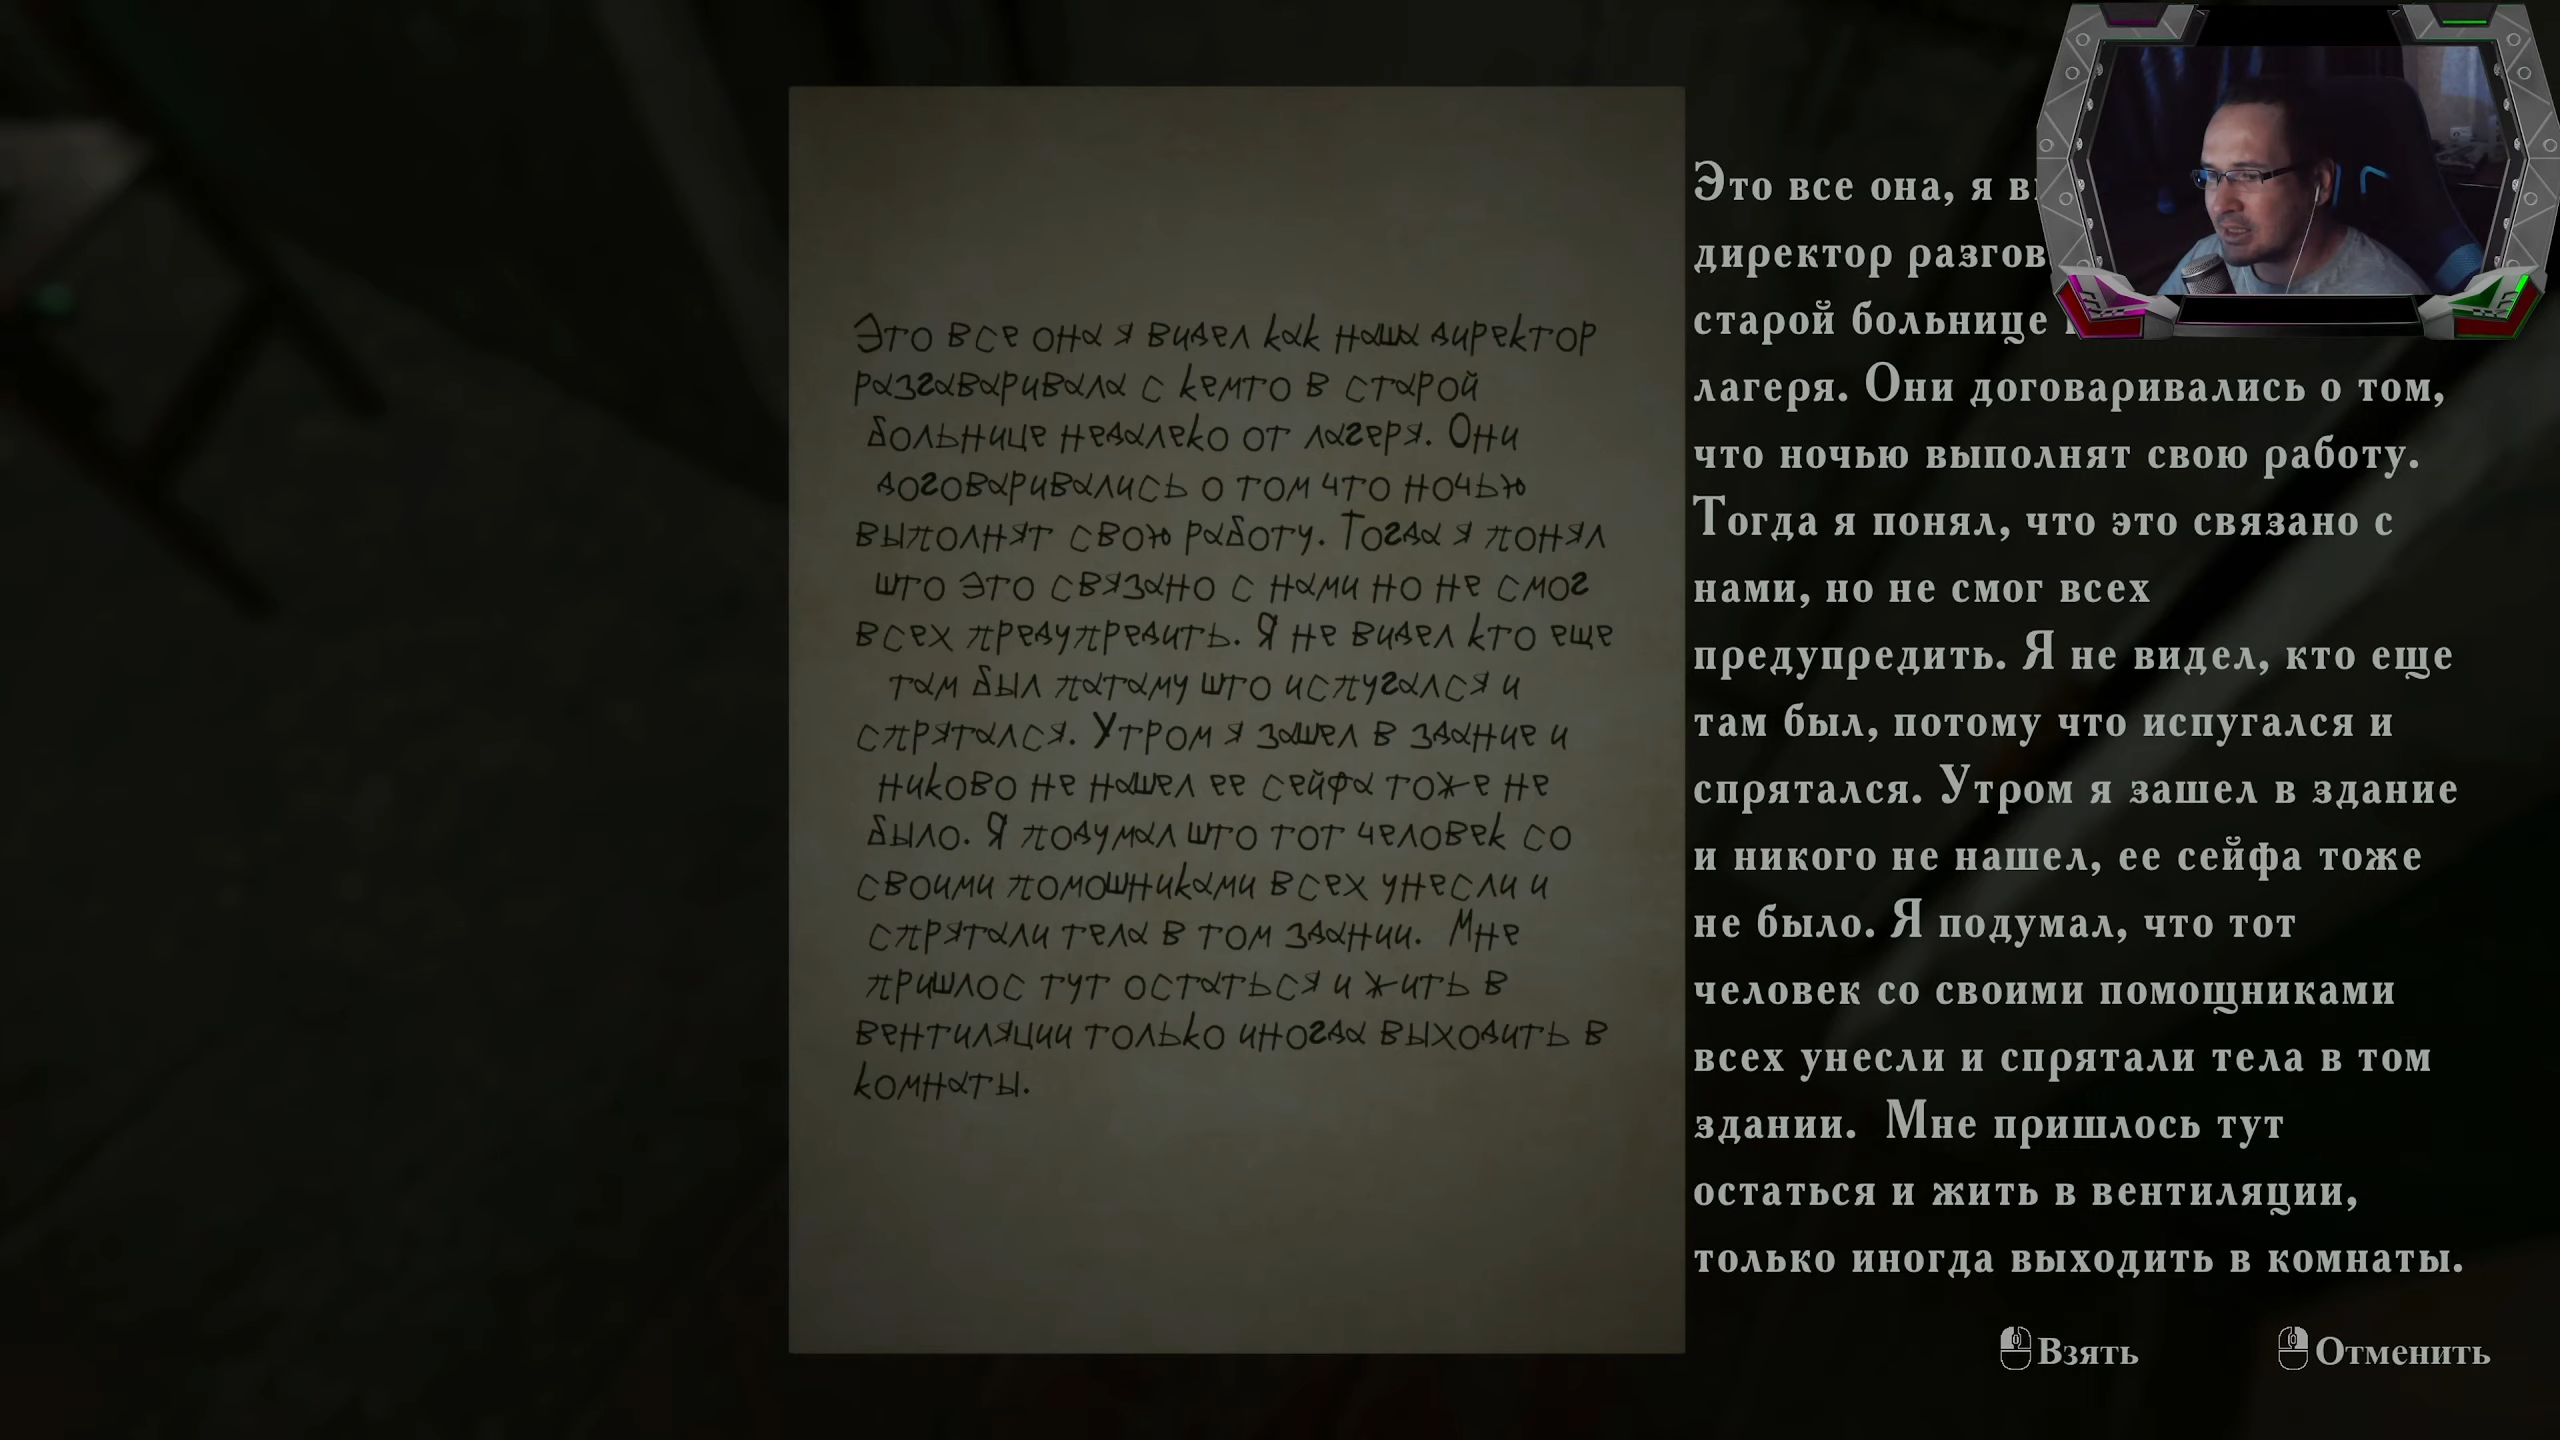 Это все она я видел как наша директор
разгаваривала с кемто в старой
больнице недалеко от лагеря. Они
договаривались о том что ночью
выполнят свою работу. Тогда я понял
што это связано с нами но не смог
всех предупредить. Я не видел кто еще
там был патаму што испугался и
спрятался. Утром я зашел в здание и
никово не нашел ее сейфа тоже не
было. Я подумал што тот человек со
своими помошниками всех унесли и
спрятали тела в том здании. Мне
пришлос тут остаться и жить в
вентиляции только иногда выходить в
комнаты.
Это все она, я
директор
старой больнице
лагеря. Они договаривались о том,
что ночью выполнят свою работу.
Тогда я понял, что это связано с
нами, но не смог всех
предупредить. Я не видел, кто еще
там был, потому что испугался и
спрятался. Утром я зашел в здание
и никого не нашел, ее сейфа тоже
не было. Я подумал, что тот
человек со своими помощниками
всех унесли и спрятали тела в том
здании. Мне пришлось тут
остаться и жить в вентиляции,
только иногда выходить в комнаты.
Взять
Отменить